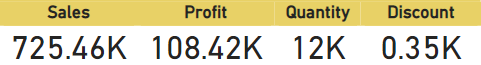 Sales Profit Quantity Discount
725.46K 108.42K 12K 0.35K